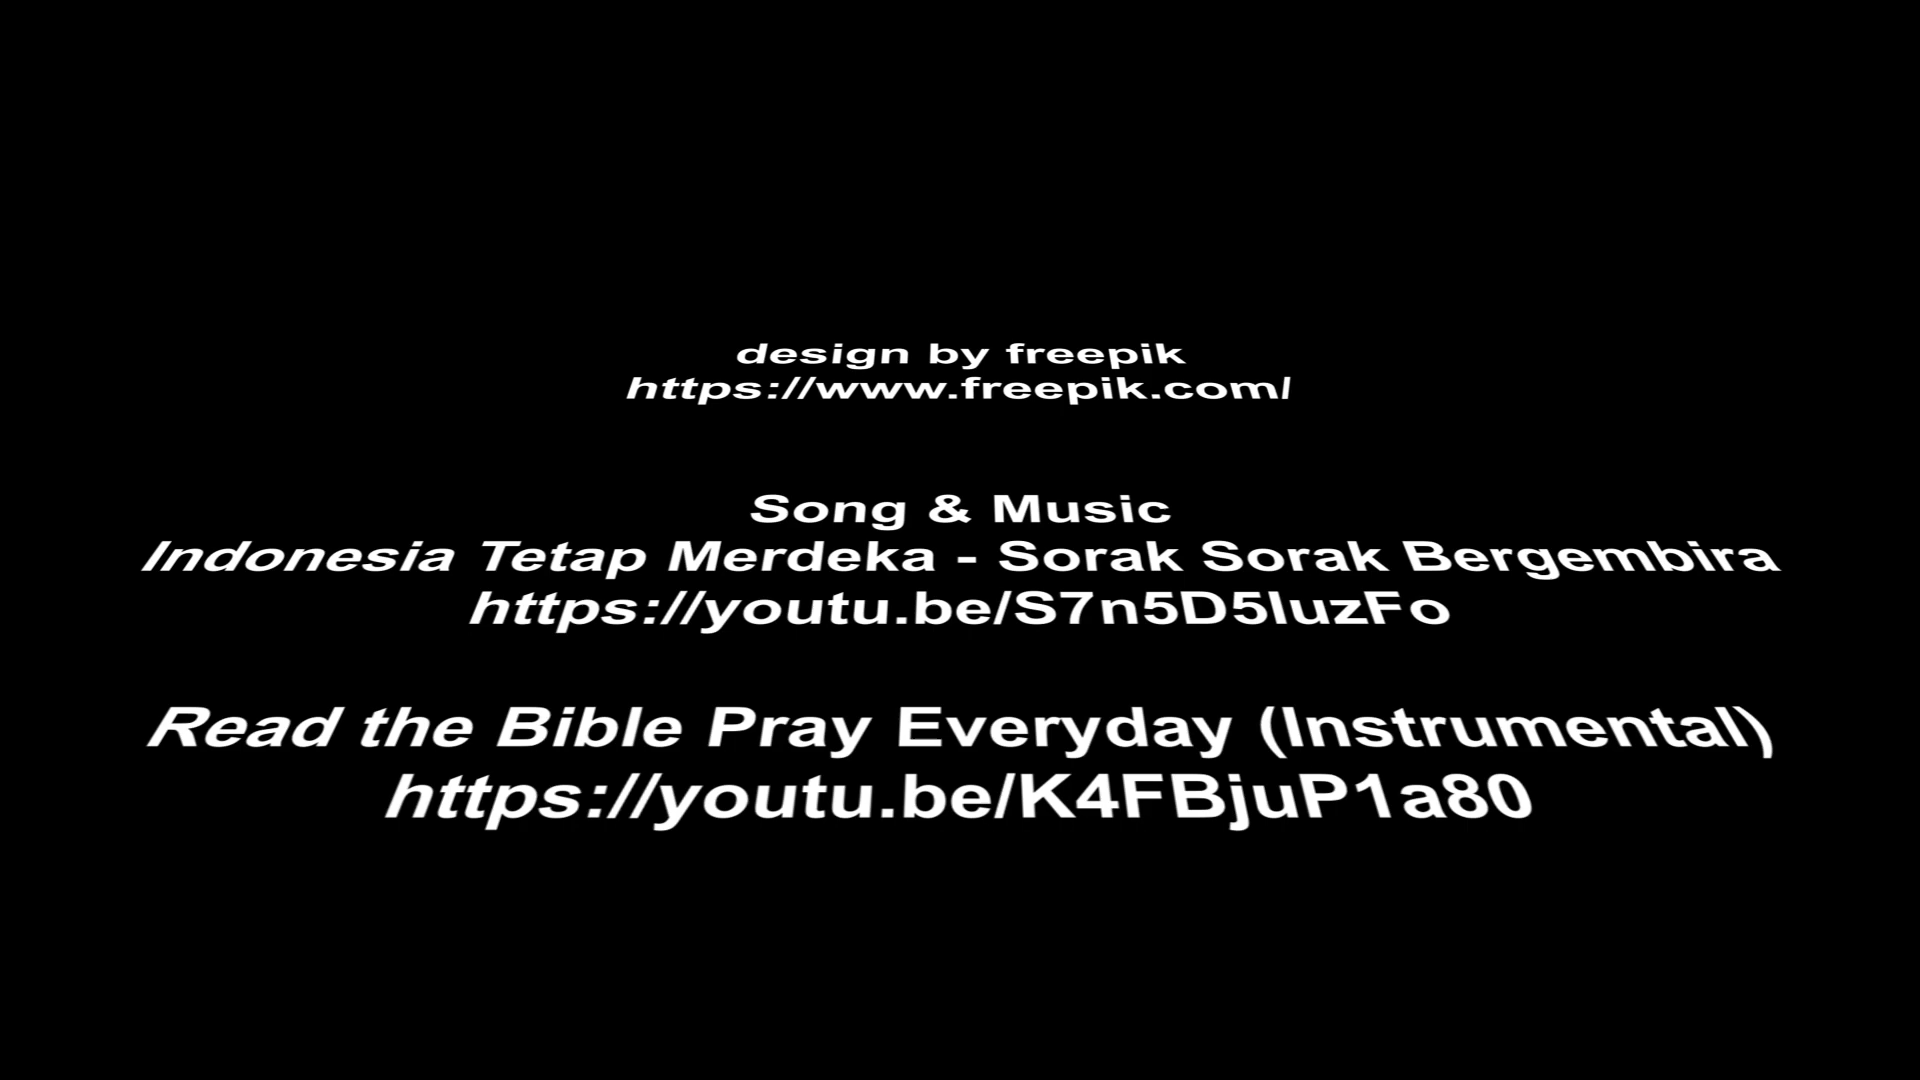 design by freepik
https://www.freepik.com/
Song & Music
Indonesia Tetap Merdeka - Sorak Sorak Bergembira
https://youtu.be/S7n5D5IuzFo
Read the Bible Pray Everyday (Instrumental)
https://youtu.be/K4FBjuP1a80